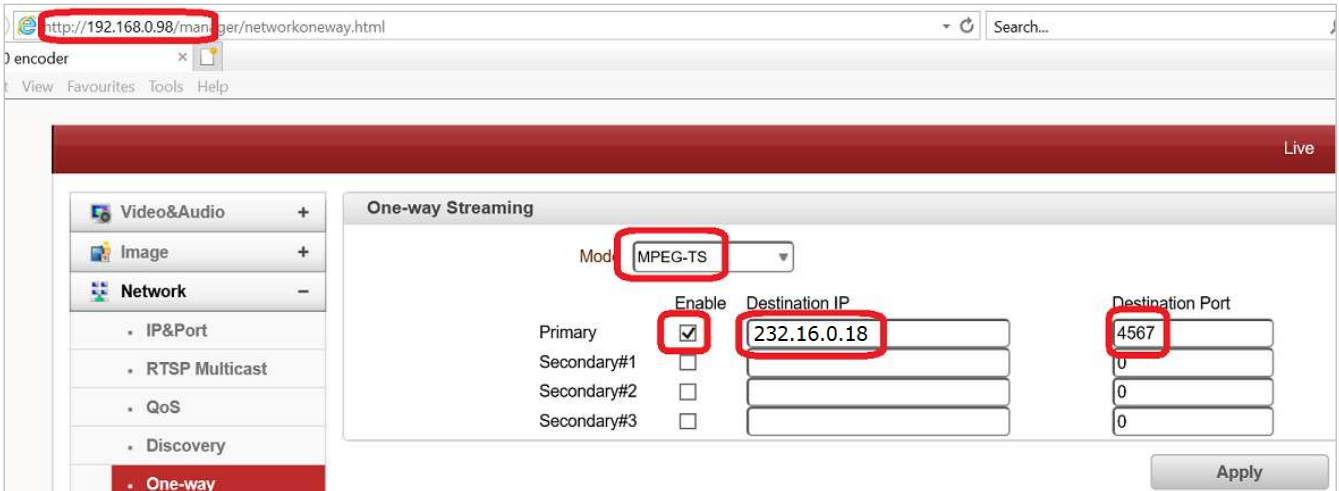 http://192.168.0.98/manager/networkoneway.html
Search...
encoder
View Favourites Tools Help
Live
Video&Audio +
One-way Streaming
Image +
Mode MPEG-TS
Network −
Enable Destination IP Destination Port
IP&Port
Primary 232.16.0.18 4567
RTSP Multicast
Secondary#1 0
Secondary#2 0
QoS
Secondary#3 0
Discovery
Apply
One-way